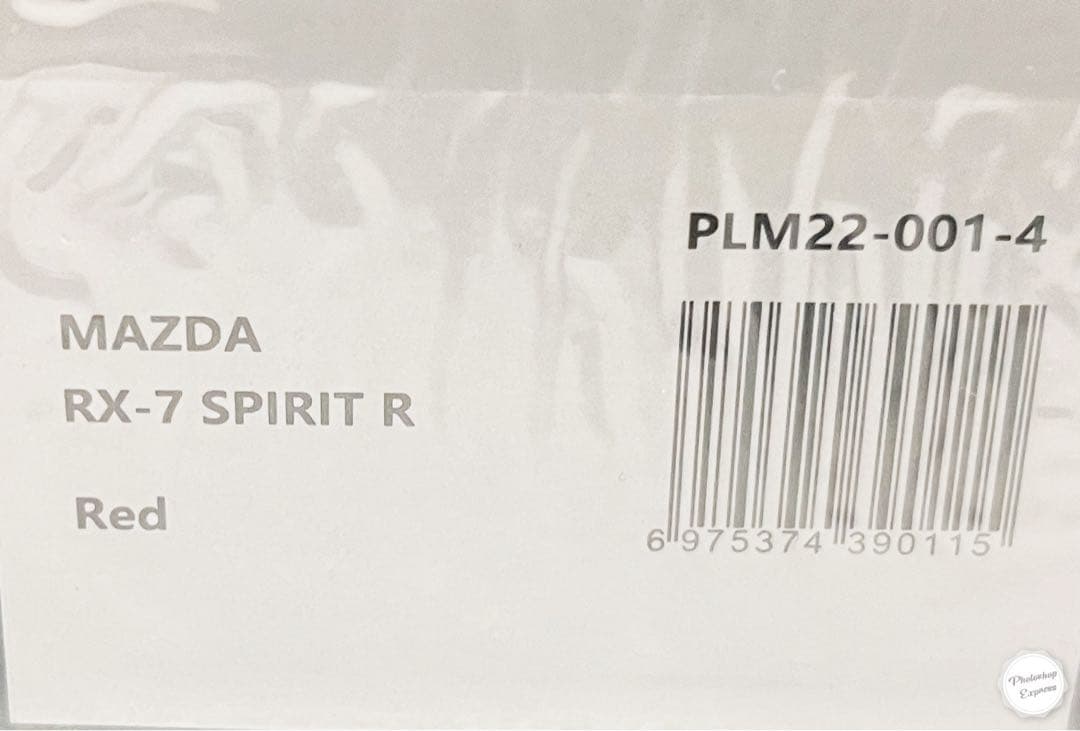 PLM22-001-4
MAZDA
RX-7 SPIRIT R
Red
6 975374 390115
Photoshop
Express